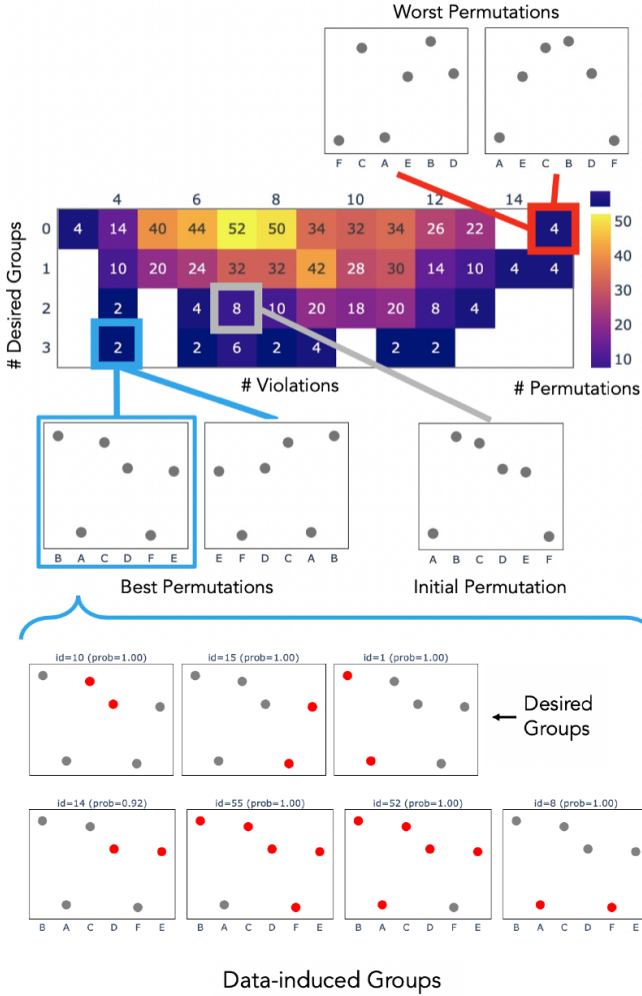 Worst Permutations
F C A E B D
A E C B D F
4 6 8 10 12 14
# Desired Groups
0 4 14 40 44 52 50 34 32 34 26 22 4
1 10 20 24 32 32 42 28 30 14 10 4 4
2 2 4 8 10 20 18 20 8 4
3 2 2 6 2 4 2 2
50
40
30
20
10
# Violations
# Permutations
B A C D F E
E F D C A B
A B C D E F
Best Permutations
Initial Permutation
id=10 (prob=1.00)
id=15 (prob=1.00)
id=1 (prob=1.00)
Desired
Groups
id=14 (prob=0.92)
id=55 (prob=1.00)
id=52 (prob=1.00)
id=8 (prob=1.00)
B A C D F E
B A C D F E
B A C D F E
B A C D F E
Data-induced Groups